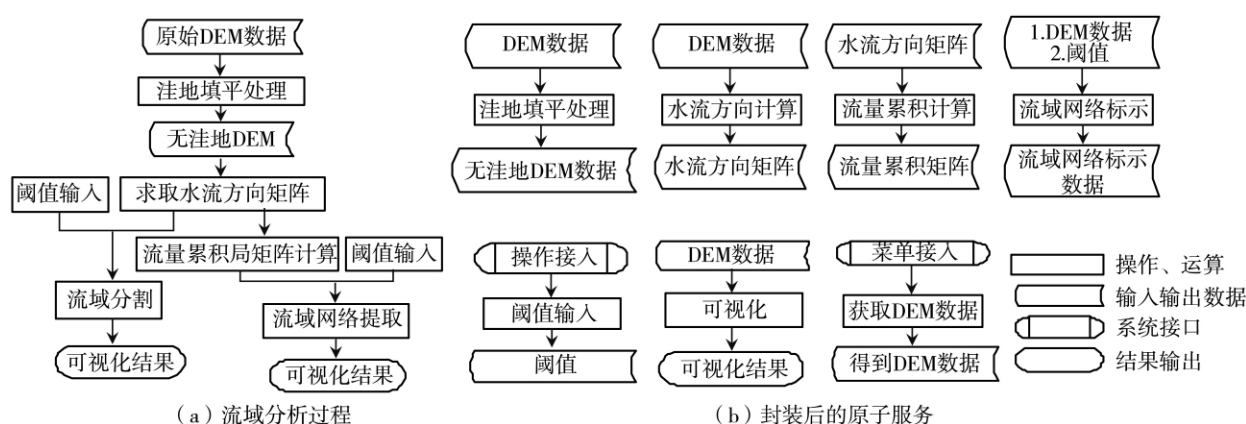 原始DEM数据
洼地填平处理
无洼地DEM
阈值输入
求取水流方向矩阵
流量累积局矩阵计算
阈值输入
流域分割
流域网络提取
可视化结果
可视化结果
(a)流域分析过程
DEM数据
洼地填平处理
无洼地DEM数据
DEM数据
水流方向计算
水流方向矩阵
水流方向矩阵
流量累积计算
流量累积矩阵
1.DEM数据
2.阈值
流域网络标示
流域网络标示
数据
操作接入
阈值输入
阈值
DEM数据
可视化
可视化结果
菜单接入
获取DEM数据
得到DEM数据
操作、运算
输入输出数据
系统接口
结果输出
(b)封装后的原子服务